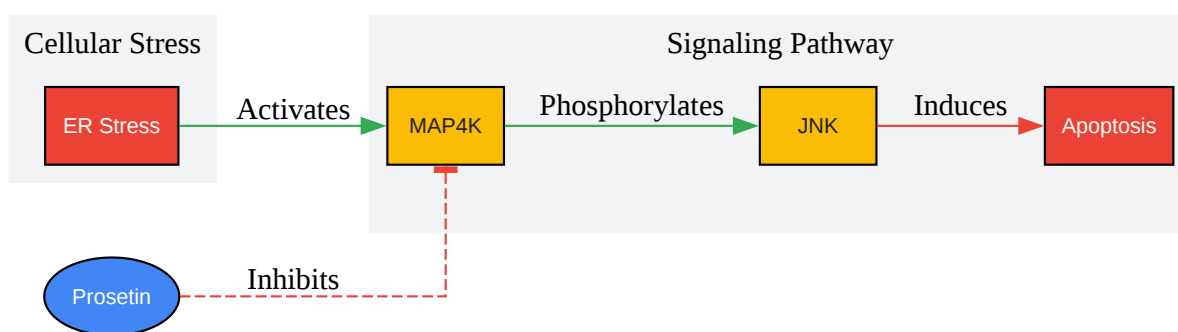 Cellular Stress
Signaling Pathway
ER Stress
Activates
MAP4K
Phosphorylates
JNK
Induces
Apoptosis
Prosetin
Inhibits